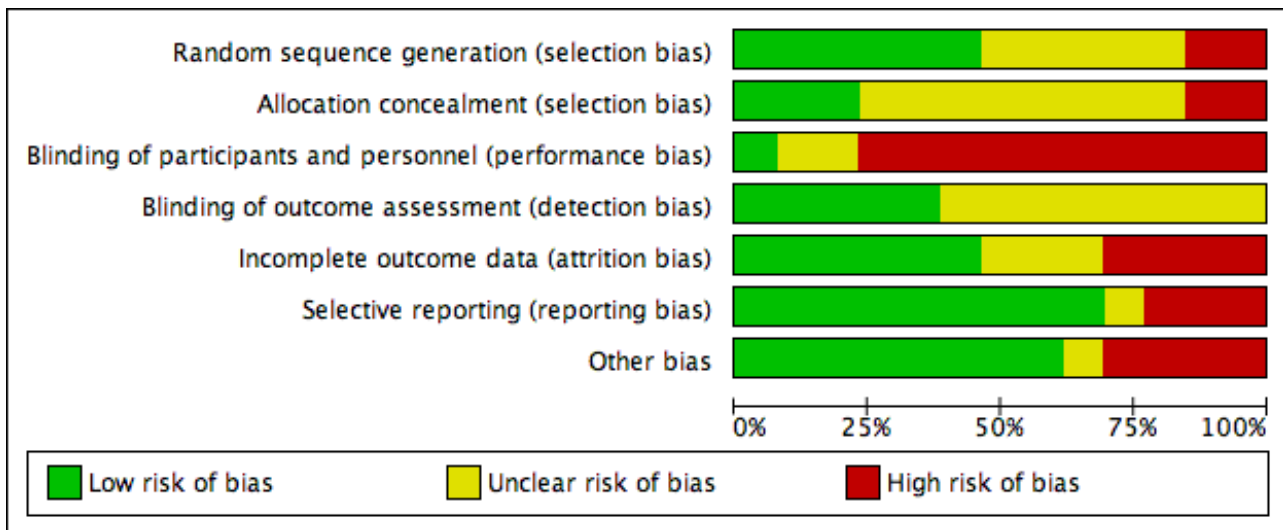 Random sequence generation (selection bias)
Allocation concealment (selection bias)
Blinding of participants and personnel (performance bias)
Blinding of outcome assessment (detection bias)
Incomplete outcome data (attrition bias)
Selective reporting (reporting bias)
Other bias
0% 25% 50% 75% 100%
Low risk of bias Unclear risk of bias High risk of bias